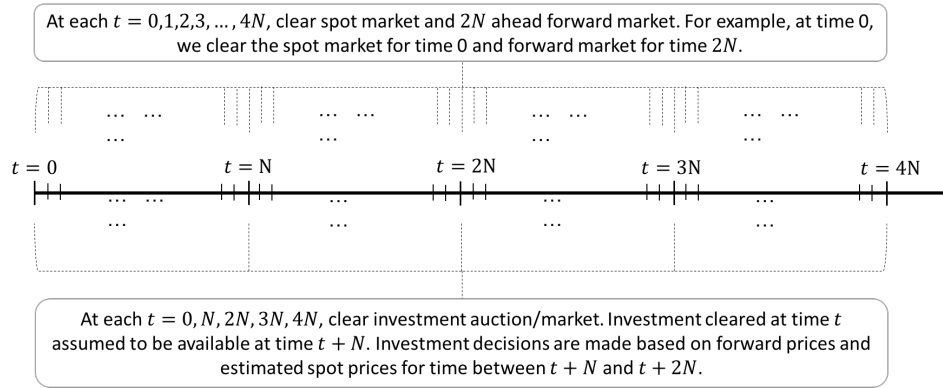 At each t = 0,1,2,3, … , 4N, clear spot market and 2N ahead forward market. For example, at time 0,
we clear the spot market for time 0 and forward market for time 2N.
… … … … … … … …
… … … …
t = 0 t = N t = 2N t = 3N t = 4N
… … … … …
… … … …
At each t = 0, N, 2N, 3N, 4N, clear investment auction/market. Investment cleared at time t
assumed to be available at time t + N. Investment decisions are made based on forward prices and
estimated spot prices for time between t + N and t + 2N.